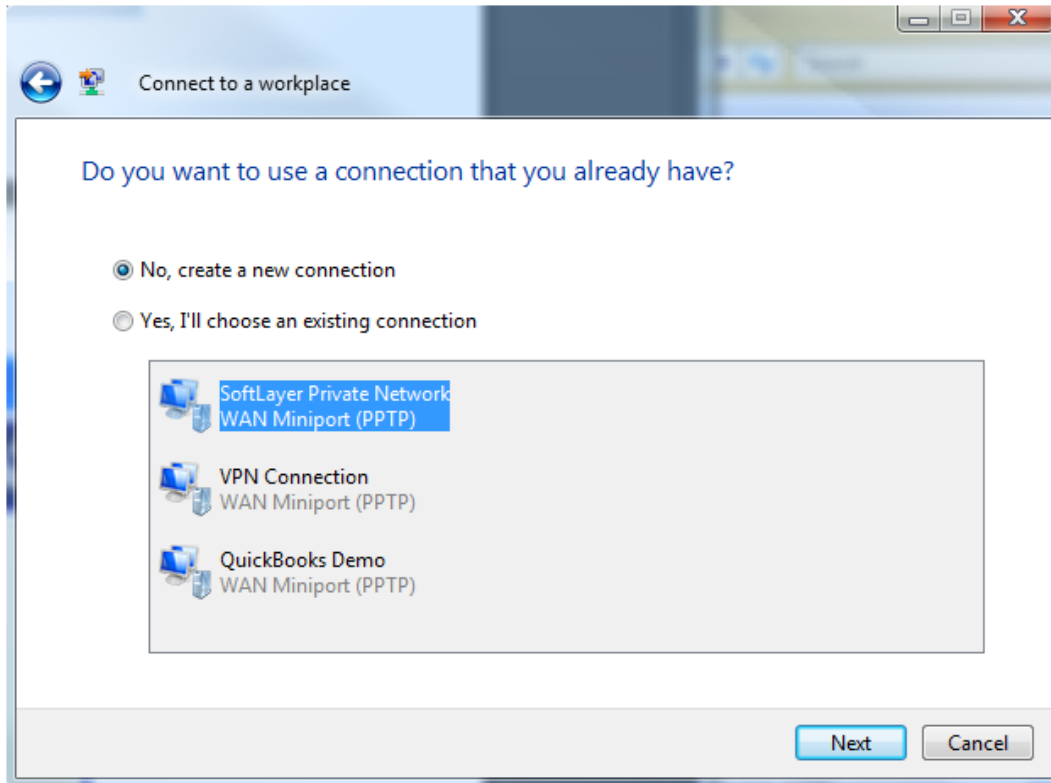 Connect to a workplace
Do you want to use a connection that you already have?
No, create a new connection
Yes, I'll choose an existing connection
SoftLayer Private Network
WAN Miniport (PPTP)
VPN Connection
WAN Miniport (PPTP)
QuickBooks Demo
WAN Miniport (PPTP)
Next
Cancel